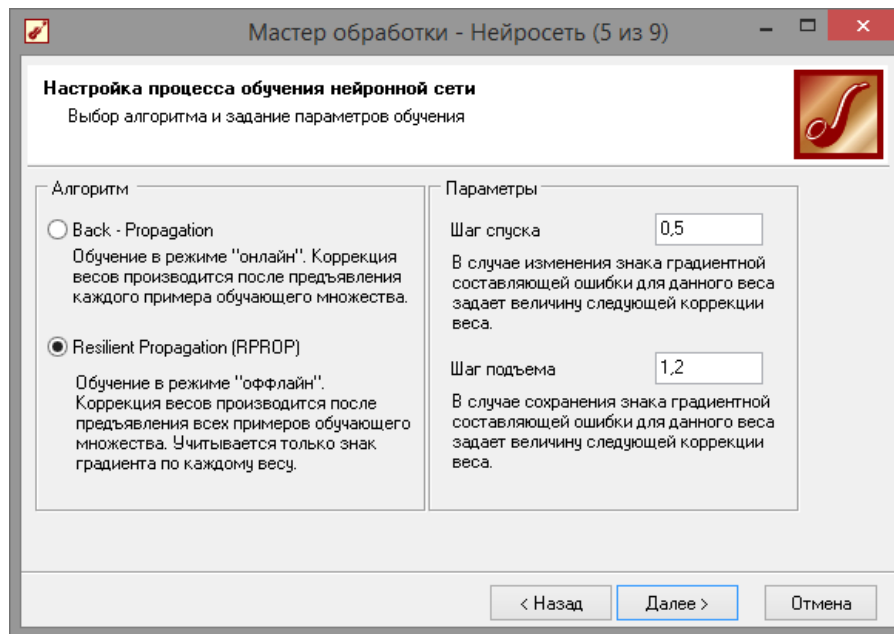 Мастер обработки - Нейросеть (5 из 9)
Настройка процесса обучения нейронной сети
Выбор алгоритма и задание параметров обучения
Алгоритм
Back - Propagation
Обучение в режиме "онлайн". Коррекция
весов производится после предъявления
каждого примера обучающего множества.
Resilient Propagation (RPROP)
Обучение в режиме "оффлайн".
Коррекция весов производится после
предъявления всех примеров обучающего
множества. Учитывается только знак
градиента по каждому весу.
Параметры
Шаг спуска
0,5
В случае изменения знака градиентной
составляющей ошибки для данного веса
задает величину следующей коррекции
веса.
Шаг подъема
1,2
В случае сохранения знака градиентной
составляющей ошибки для данного веса
задает величину следующей коррекции
веса.
< Назад
Далее >
Отмена